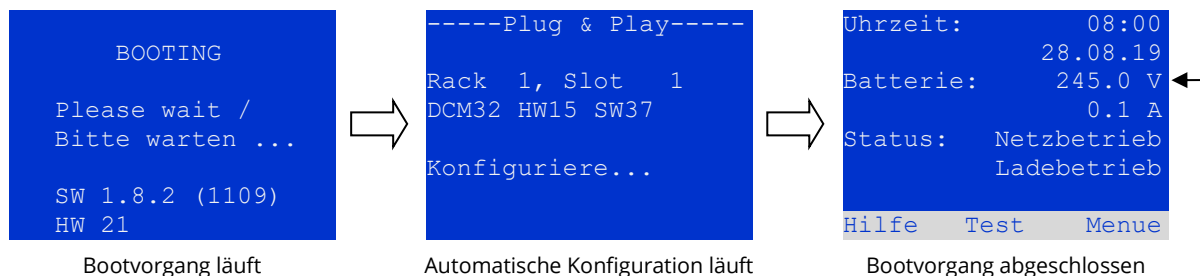 BOOTING
Please wait /
Bitte warten ...
SW 1.8.2 (1109)
HW 21
Bootvorgang läuft
-----Plug & Play-----
Rack 1, Slot 1
DCM32 HW15 SW37
Konfiguriere...
Automatische Konfiguration läuft
Uhrzeit: 08:00
28.08.19
Batterie: 245.0 V
0.1 A
Status: Netzbetrieb
Ladebetrieb
Hilfe Test Menue
Bootvorgang abgeschlossen